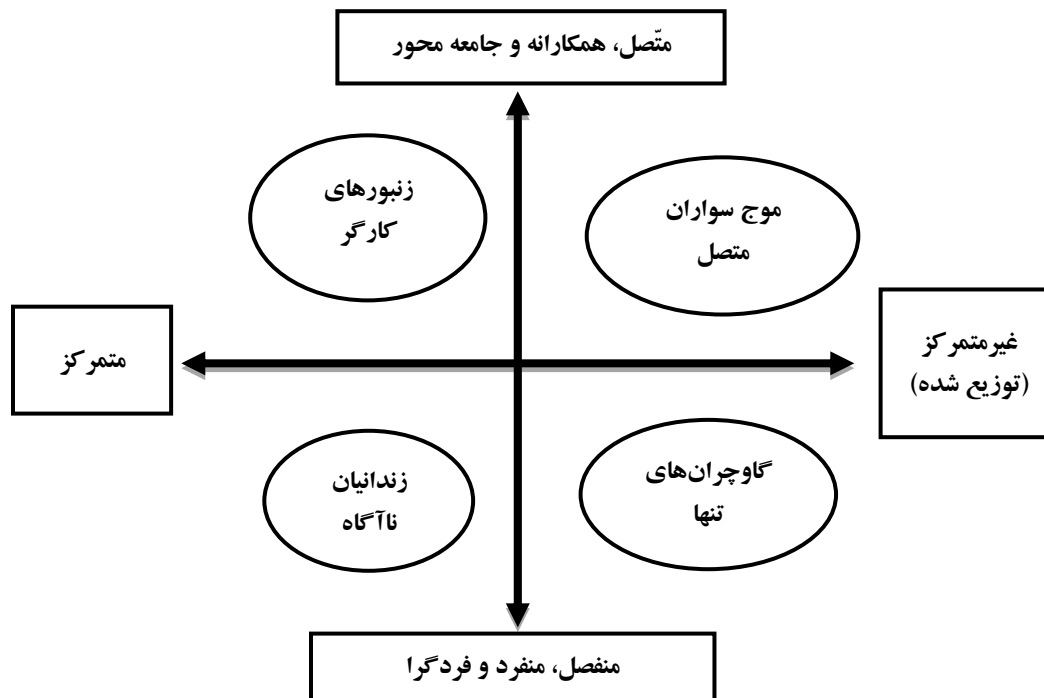 متّصل، همکارانه و جامعه محور
موج سواران
متصل
زنبورهای
کارگر
غیرمتمرکز
(توزیع شده)
متمرکز
گاوچران‌های
تنها
زندانیان
ناآگاه
منفصل، منفرد و فردگرا